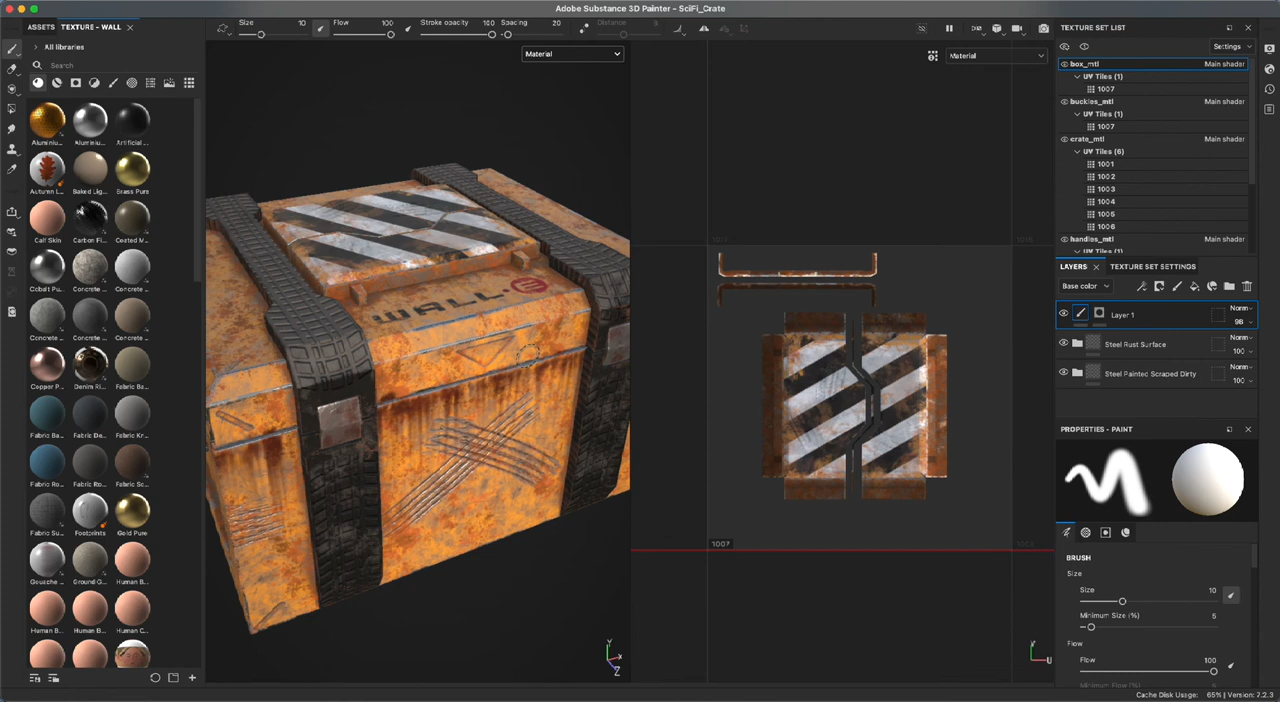 Adobe Substance 3D Painter - SciFi_Crate
ASSETS
TEXTURE - WALL
Size 10
Flow 100
Stroke opacity 100
Spacing 20
Distance 8
All libraries
Search
Material
Material
Aluminiu... Aluminiu... Artificial ...
Autumn L... Baked Lig... Brass Pure
Calf Skin Carbon Fi... Coated M...
Cobalt Pu... Concrete ... Concrete ...
Concrete ... Concrete ... Concrete ...
Copper P... Denim Ri... Fabric Ba...
Fabric Ba... Fabric De... Fabric Kn...
Fabric Ro... Fabric Ro... Fabric Sc...
Fabric Su... Footprints Gold Pure
Gouache ... Ground G... Human B...
Human B... Human B... Human C...
WALL·E
1007
Y
X
Z
V
U
TEXTURE SET LIST
Settings
box_mtl Main shader
UV Tiles (1)
1007
buckles_mtl Main shader
UV Tiles (1)
1007
crate_mtl Main shader
UV Tiles (6)
1001
1002
1003
1004
1005
1006
handles_mtl Main shader
UV Tiles (1)
LAYERS
TEXTURE SET SETTINGS
Base color
Layer 1 Norm 98
Steel Rust Surface Norm 100
Steel Painted Scraped Dirty Norm 100
PROPERTIES - PAINT
BRUSH
Size
Size 10
Minimum Size (%) 5
Flow
Flow 100
Minimum Flow (%)
Cache Disk Usage: 65% | Version: 7.2.3